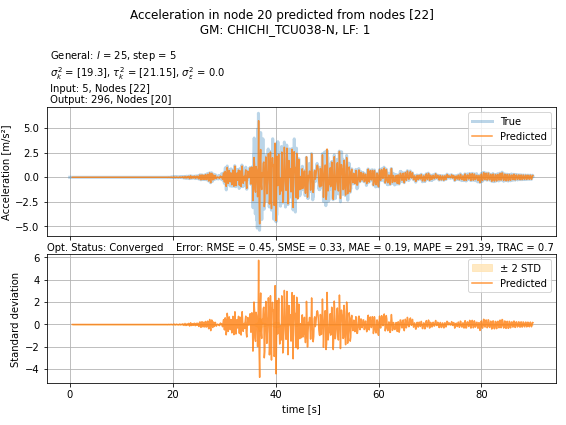 Acceleration in node 20 predicted from nodes [22]
GM: CHICHI_TCU038-N, LF: 1
General: l = 25, step = 5
σ²ₖ = [19.3], τ²ₖ = [21.15], σ²_ε = 0.0
Input: 5, Nodes [22]
Output: 296, Nodes [20]
Acceleration [m/s²]
5.0
2.5
0.0
−2.5
−5.0
True
Predicted
Opt. Status: Converged Error: RMSE = 0.45, SMSE = 0.33, MAE = 0.19, MAPE = 291.39, TRAC = 0.7
Standard deviation
6
4
2
0
−2
−4
± 2 STD
Predicted
0 20 40 60 80
time [s]